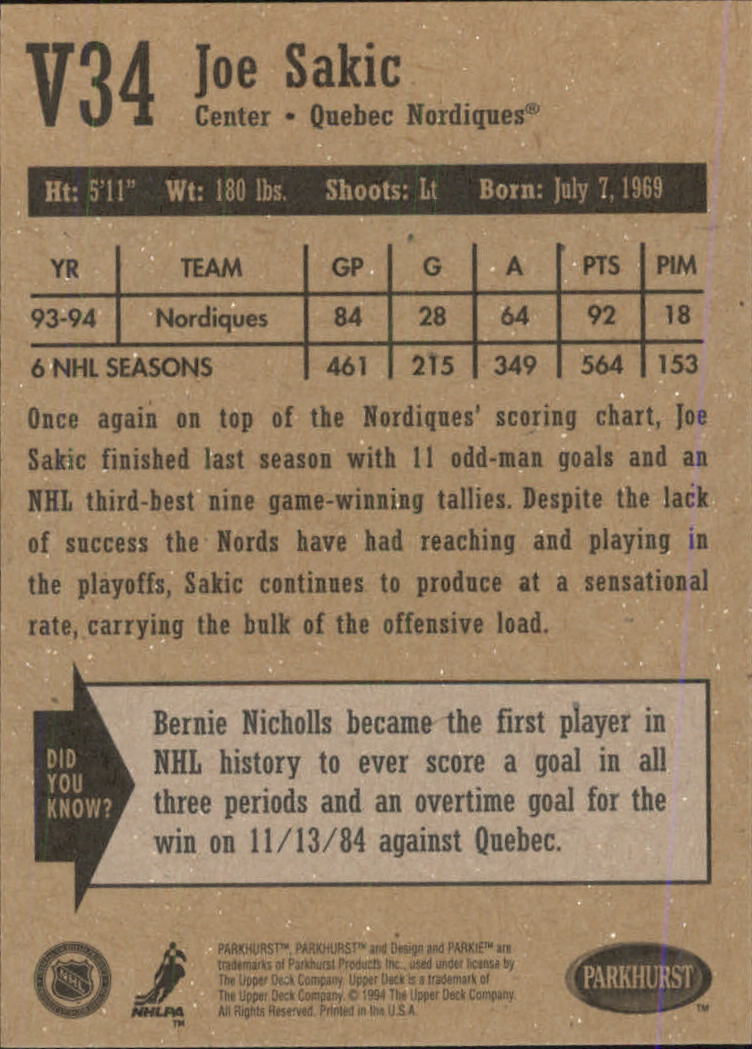 V34 Joe Sakic
Center • Quebec Nordiques®
Ht: 5'11" Wt: 180 lbs. Shoots: Lt Born: July 7, 1969
YR TEAM GP G A PTS PIM
93-94 Nordiques 84 28 64 92 18
6 NHL SEASONS 461 215 349 564 153
Once again on top of the Nordiques' scoring chart, Joe
Sakic finished last season with 11 odd-man goals and an
NHL third-best nine game-winning tallies. Despite the lack
of success the Nords have had reaching and playing in
the playoffs, Sakic continues to produce at a sensational
rate, carrying the bulk of the offensive load.
DID
YOU
KNOW?
Bernie Nicholls became the first player in
NHL history to ever score a goal in all
three periods and an overtime goal for the
win on 11/13/84 against Quebec.
NHL
NHLPA
TM
PARKHURST™, PARKHURST™ and Design and PARKIE™ are
trademarks of Parkhurst Products Inc., used under license by
The Upper Deck Company. Upper Deck is a trademark of
The Upper Deck Company. © 1994 The Upper Deck Company.
All Rights Reserved. Printed in the U.S.A.
PARKHURST
TM